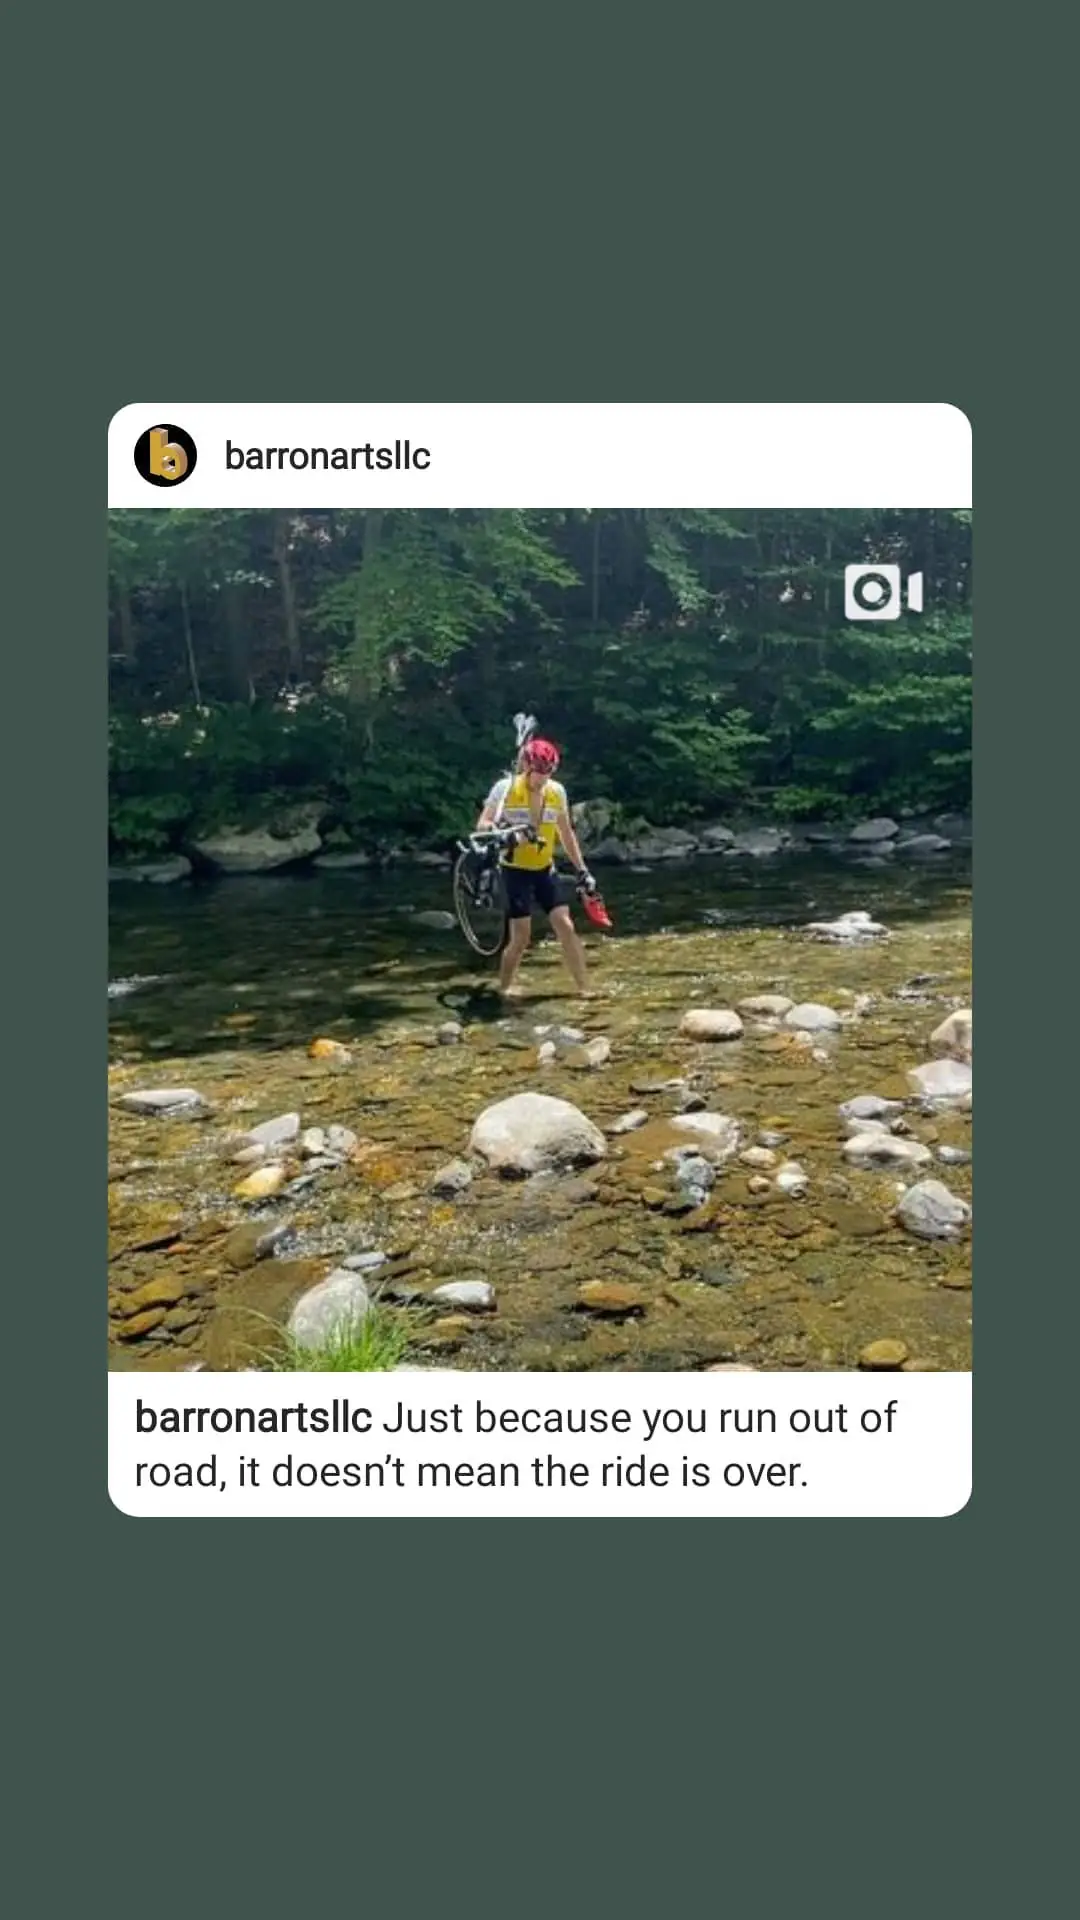 barronartsllc
barronartsllc Just because you run out of
road, it doesn’t mean the ride is over.